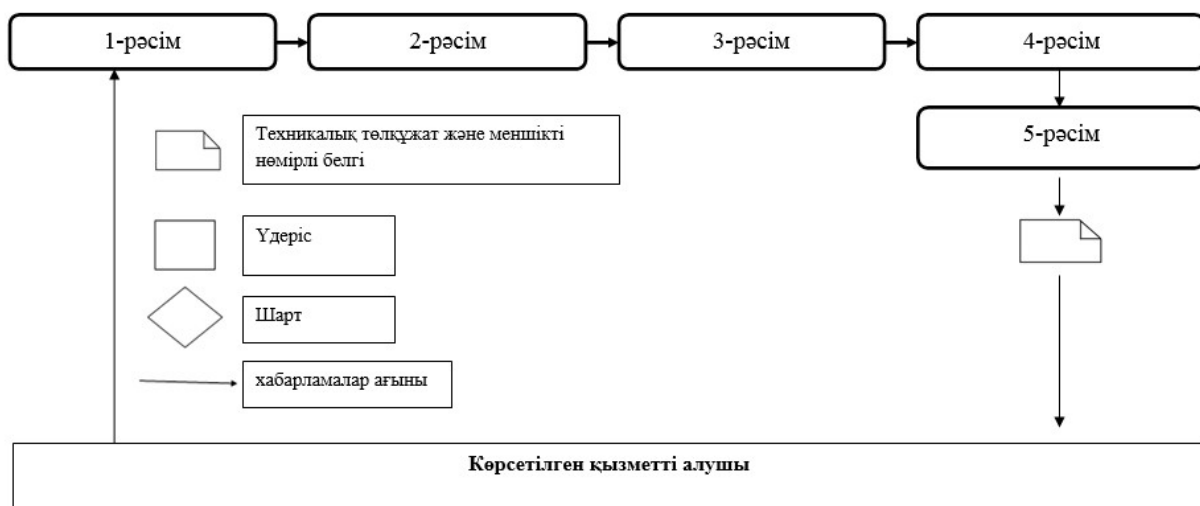 1-рәсім
2-рәсім
3-рәсім
4-рәсім
5-рәсім
Техникалық төлқұжат және меншікті
нөмірлі белгі
Үдеріс
Шарт
хабарламалар ағыны
Көрсетілген қызметті алушы